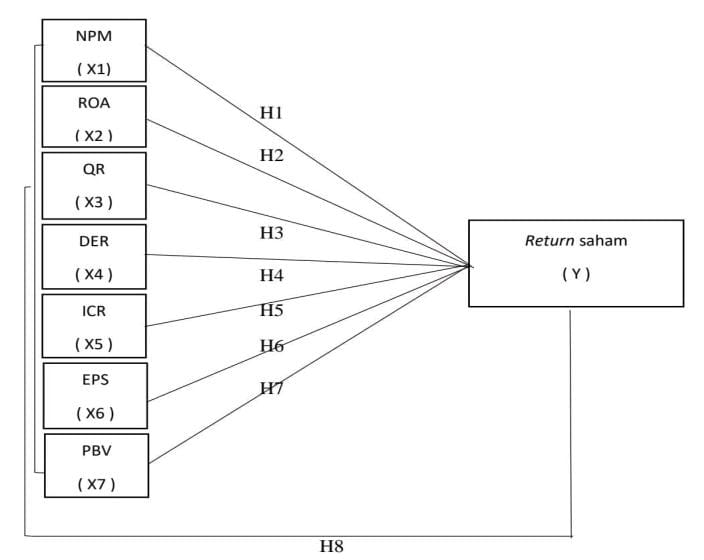 NPM
( X1)
ROA
( X2 )
QR
( X3 )
DER
( X4 )
ICR
( X5 )
EPS
( X6 )
PBV
( X7 )
H1
H2
H3
H4
H5
H6
H7
Return saham
( Y )
H8